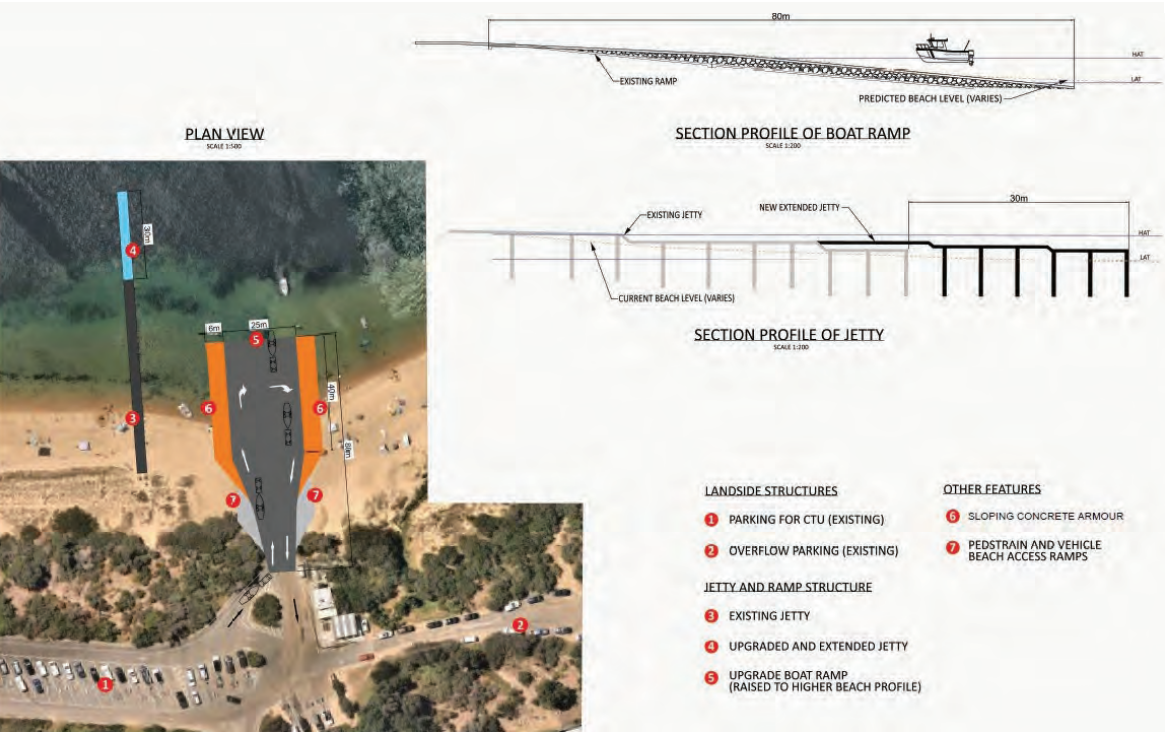 80m
HAT
EXISTING RAMP
LAT
PREDICTED BEACH LEVEL (VARIES)
SECTION PROFILE OF BOAT RAMP
SCALE 1:200
PLAN VIEW
SCALE 1:500
30m
EXISTING JETTY
NEW EXTENDED JETTY
HAT
LAT
CURRENT BEACH LEVEL (VARIES)
SECTION PROFILE OF JETTY
SCALE 1:200
4
30m
6m
25m
5
3
6
6
40m
80m
7
7
2
1
LANDSIDE STRUCTURES
1 PARKING FOR CTU (EXISTING)
2 OVERFLOW PARKING (EXISTING)
JETTY AND RAMP STRUCTURE
3 EXISTING JETTY
4 UPGRADED AND EXTENDED JETTY
5 UPGRADE BOAT RAMP
(RAISED TO HIGHER BEACH PROFILE)
OTHER FEATURES
6 SLOPING CONCRETE ARMOUR
7 PEDSTRAIN AND VEHICLE
BEACH ACCESS RAMPS